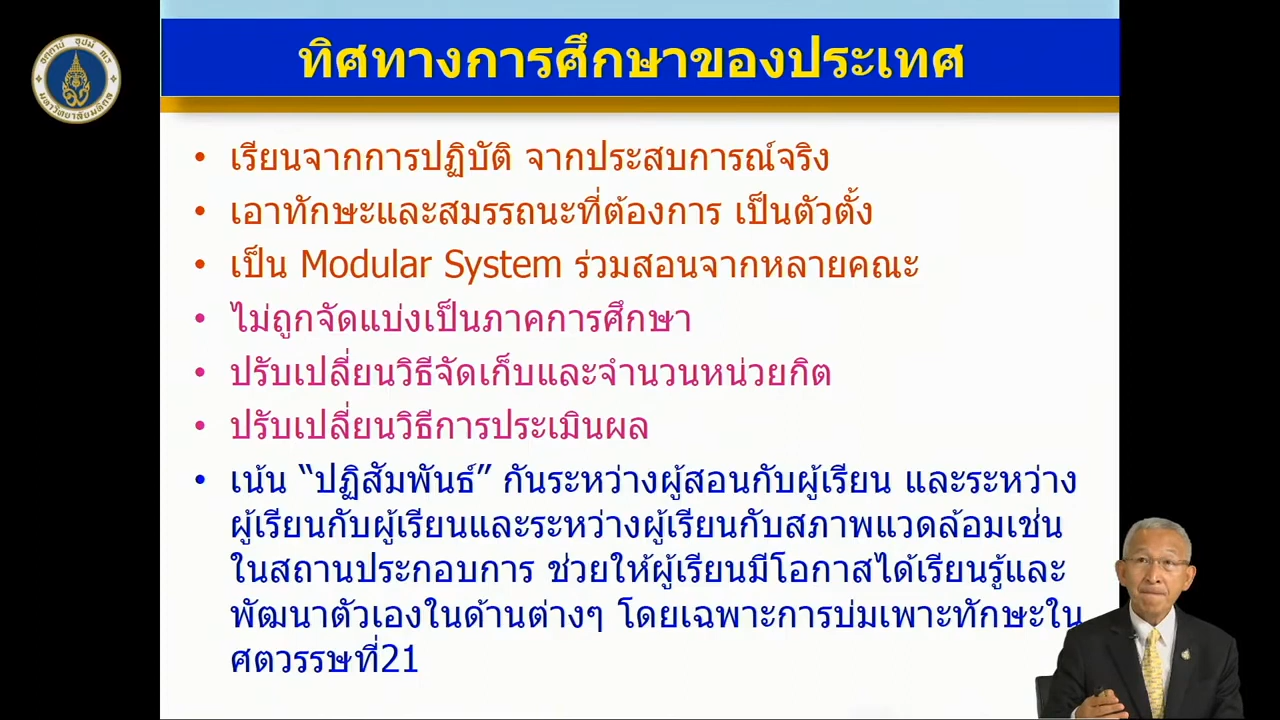 ทิศทางการศึกษาของประเทศ
• เรียนจากการปฏิบัติ จากประสบการณ์จริง
• เอาทักษะและสมรรถนะที่ต้องการ เป็นตัวตั้ง
• เป็น Modular System ร่วมสอนจากหลายคณะ
• ไม่ถูกจัดแบ่งเป็นภาคการศึกษา
• ปรับเปลี่ยนวิธีจัดเก็บและจำนวนหน่วยกิต
• ปรับเปลี่ยนวิธีการประเมินผล
• เน้น “ปฏิสัมพันธ์” กันระหว่างผู้สอนกับผู้เรียน และระหว่าง
ผู้เรียนกับผู้เรียนและระหว่างผู้เรียนกับสภาพแวดล้อมเช่น
ในสถานประกอบการ ช่วยให้ผู้เรียนมีโอกาสได้เรียนรู้และ
พัฒนาตัวเองในด้านต่างๆ โดยเฉพาะการบ่มเพาะทักษะใน
ศตวรรษที่21
มหาวิทยาลัยมหิดล